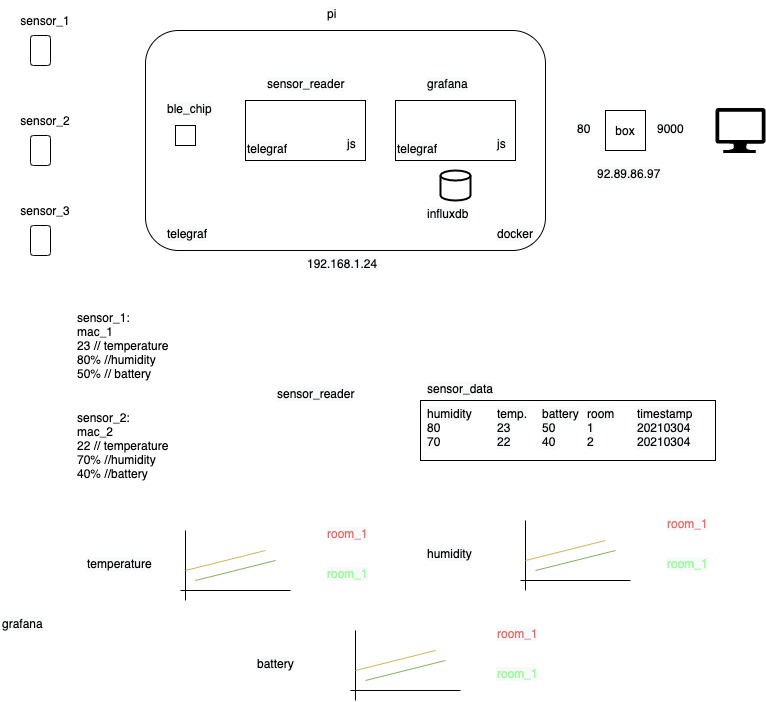 sensor_1
pi
sensor_reader
grafana
ble_chip
sensor_2
80
box
9000
telegraf
js
telegraf
js
92.89.86.97
sensor_3
influxdb
telegraf
docker
192.168.1.24
sensor_1:
mac_1
23 // temperature
80% //humidity
50% // battery
sensor_reader
sensor_data
humidity temp. battery room timestamp
80 23 50 1 20210304
70 22 40 2 20210304
sensor_2:
mac_2
22 // temperature
70% //humidity
40% //battery
temperature
room_1
room_1
humidity
room_1
room_1
grafana
battery
room_1
room_1